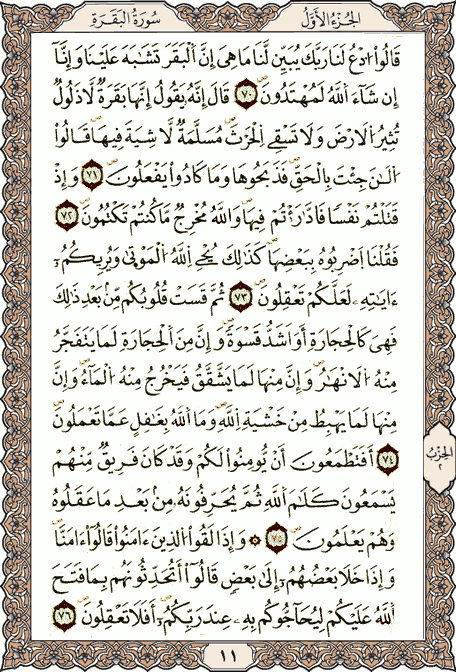 الجزء الأول
سورة البقرة
قَالُوا۟ ادْعُ لَنَا رَبَّكَ يُبَيِّن لَّنَا مَا هِىَ إِنَّ ٱلْبَقَرَ تَشَٰبَهَ عَلَيْنَا وَإِنَّآ
إِن شَآءَ ٱللَّهُ لَمُهْتَدُونَ ٧٠ قَالَ إِنَّهُۥ يَقُولُ إِنَّهَا بَقَرَةٌ لَّا ذَلُولٌ
تُثِيرُ ٱلْأَرْضَ وَلَا تَسْقِى ٱلْحَرْثَ مُسَلَّمَةٌ لَّا شِيَةَ فِيهَا قَالُوا۟
ٱلْـَٰٔنَ جِئْتَ بِٱلْحَقِّ فَذَبَحُوهَا وَمَا كَادُوا۟ يَفْعَلُونَ ٧١ وَإِذْ
قَتَلْتُمْ نَفْسًا فَٱدَّٰرَْٰٔتُمْ فِيهَا وَٱللَّهُ مُخْرِجٌ مَّا كُنتُمْ تَكْتُمُونَ ٧٢
فَقُلْنَا ٱضْرِبُوهُ بِبَعْضِهَا كَذَٰلِكَ يُحْىِ ٱللَّهُ ٱلْمَوْتَىٰ وَيُرِيكُمُۥٓ
ءَايَٰتِهِۦ لَعَلَّكُمْ تَعْقِلُونَ ٧٣ ثُمَّ قَسَتْ قُلُوبُكُم مِّنۢ بَعْدِ ذَٰلِكَ
فَهْىَ كَٱلْحِجَارَةِ أَوْ أَشَدُّ قَسْوَةً وَإِنَّ مِنَ ٱلْحِجَارَةِ لَمَا يَتَفَجَّرُ
مِنْهُ ٱلْأَنْهَٰرُ وَإِنَّ مِنْهَا لَمَا يَشَّقَّقُ فَيَخْرُجُ مِنْهُ ٱلْمَآءُ وَإِنَّ
مِنْهَا لَمَا يَهْبِطُ مِنْ خَشْيَةِ ٱللَّهِ وَمَا ٱللَّهُ بِغَٰفِلٍ عَمَّا تَعْمَلُونَ
٧٤ أَفَتَطْمَعُونَ أَن يُومِنُوا۟ لَكُمْ وَقَدْ كَانَ فَرِيقٌ مِّنْهُمْ
يَسْمَعُونَ كَلَٰمَ ٱللَّهِ ثُمَّ يُحَرِّفُونَهُۥ مِنۢ بَعْدِ مَا عَقَلُوهُ
وَهُمْ يَعْلَمُونَ ٧٥ ۞ وَإِذَا لَقُوا۟ ٱلَّذِينَ ءَامَنُوا۟ قَالُوٓا۟ ءَامَنَّا
وَإِذَا خَلَا بَعْضُهُمُۥٓ إِلَىٰ بَعْضٍ قَالُوٓا۟ أَتُحَدِّثُونَهُم بِمَا فَتَحَ
ٱللَّهُ عَلَيْكُمْ لِيُحَآجُّوكُم بِهِۦ عِندَ رَبِّكُمُۥٓ أَفَلَا تَعْقِلُونَ ٧٦
الحزب
٢
١١